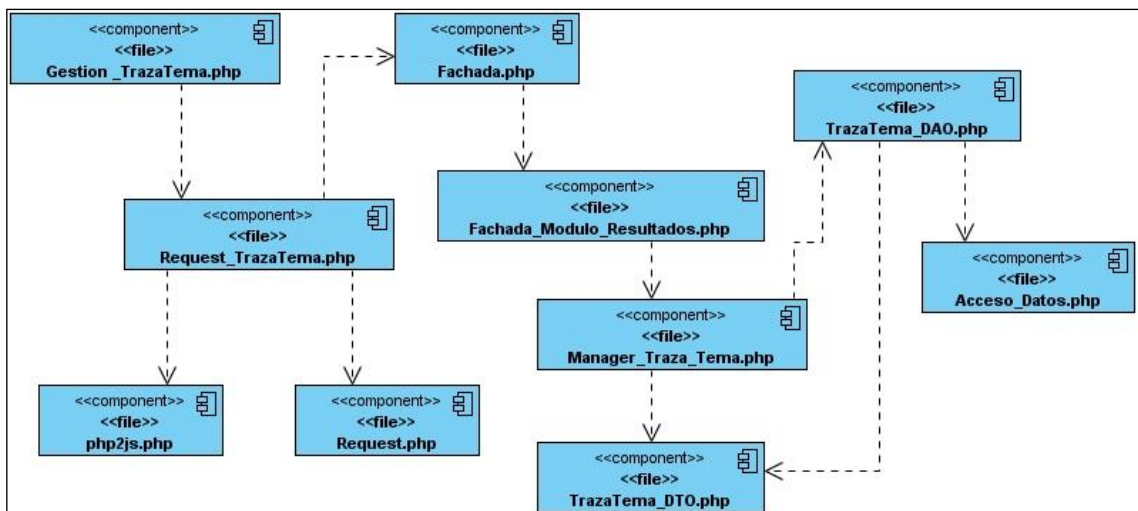 <<component>>
<<file>>
Gestion _TrazaTema.php
<<component>>
<<file>>
Fachada.php
<<component>>
<<file>>
TrazaTema_DAO.php
<<component>>
<<file>>
Request_TrazaTema.php
<<component>>
<<file>>
Fachada_Modulo_Resultados.php
<<component>>
<<file>>
Acceso_Datos.php
<<component>>
<<file>>
Manager_Traza_Tema.php
<<component>>
<<file>>
php2js.php
<<component>>
<<file>>
Request.php
<<component>>
<<file>>
TrazaTema_DTO.php